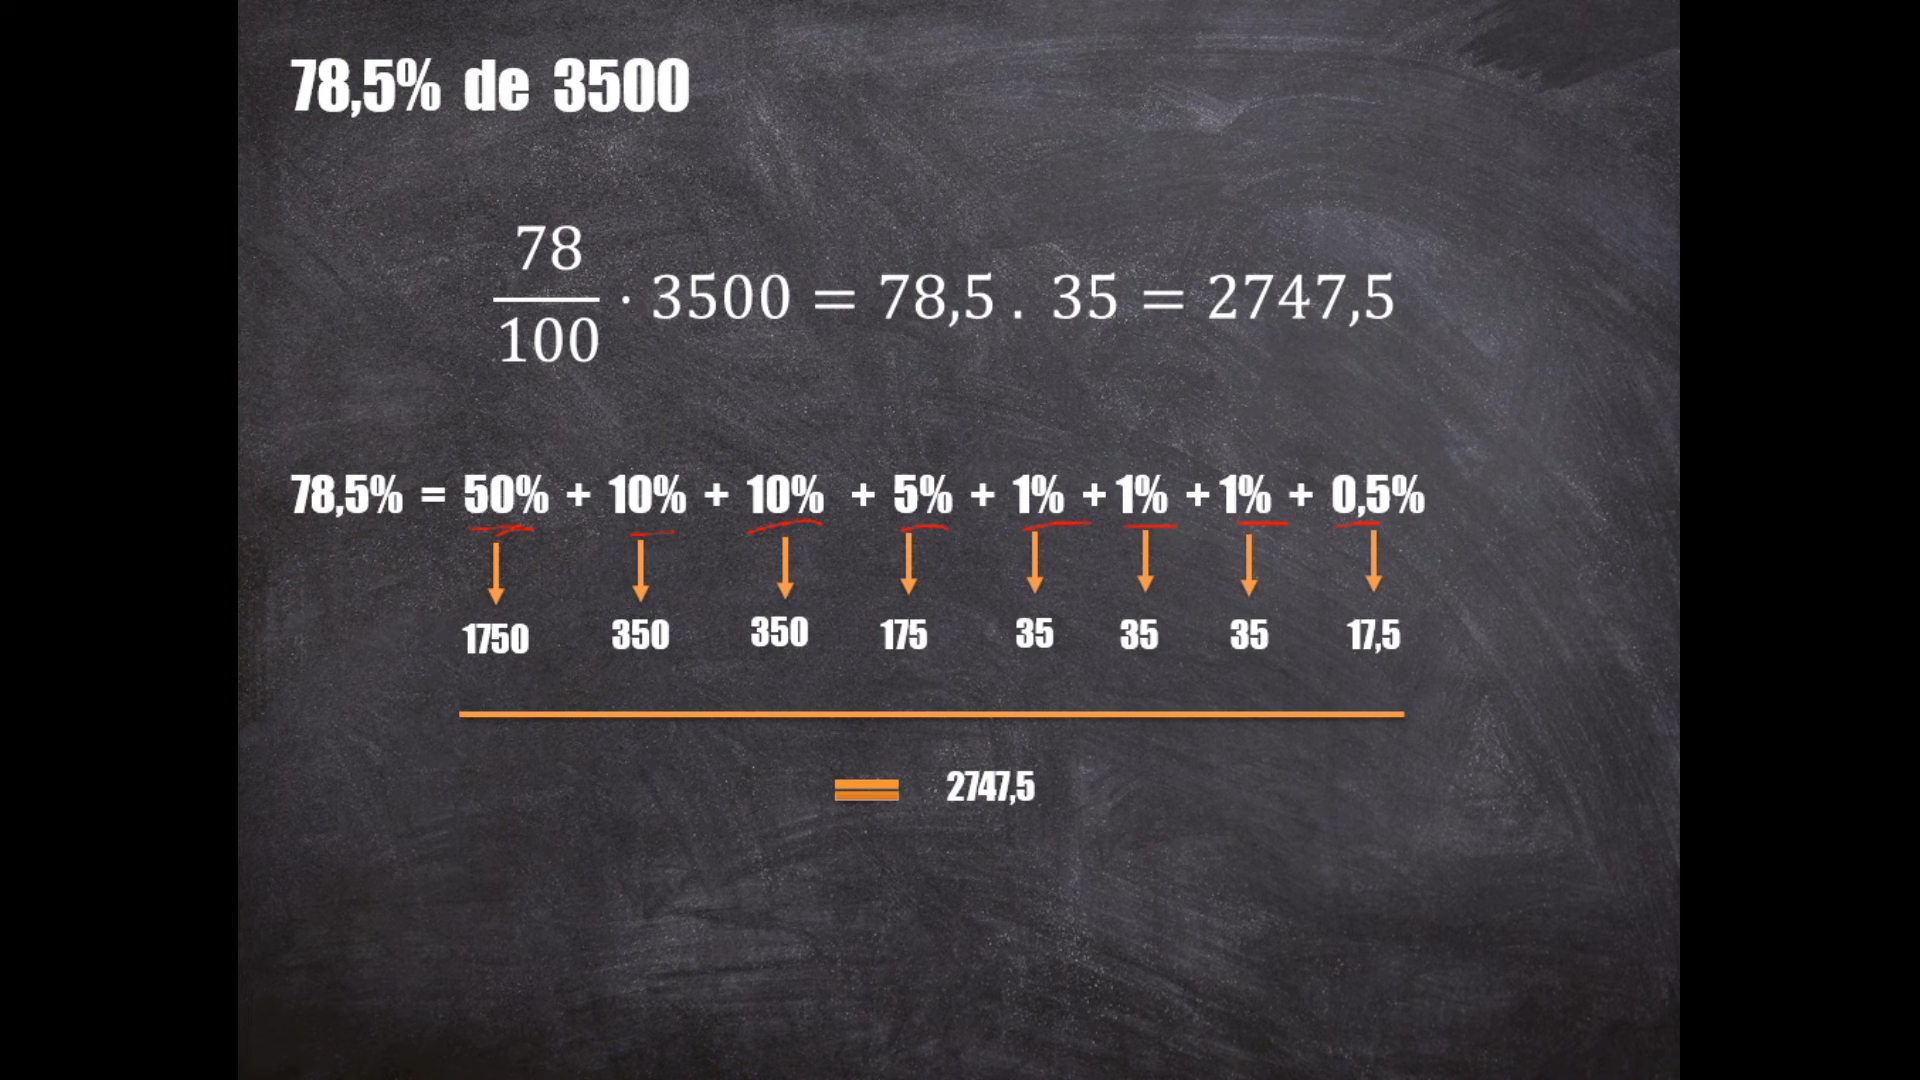 78,5% de 3500
78/100 · 3500 = 78,5 . 35 = 2747,5
78,5% = 50% + 10% + 10% + 5% + 1% + 1% + 1% + 0,5%
1750 350 350 175 35 35 35 17,5
= 2747,5